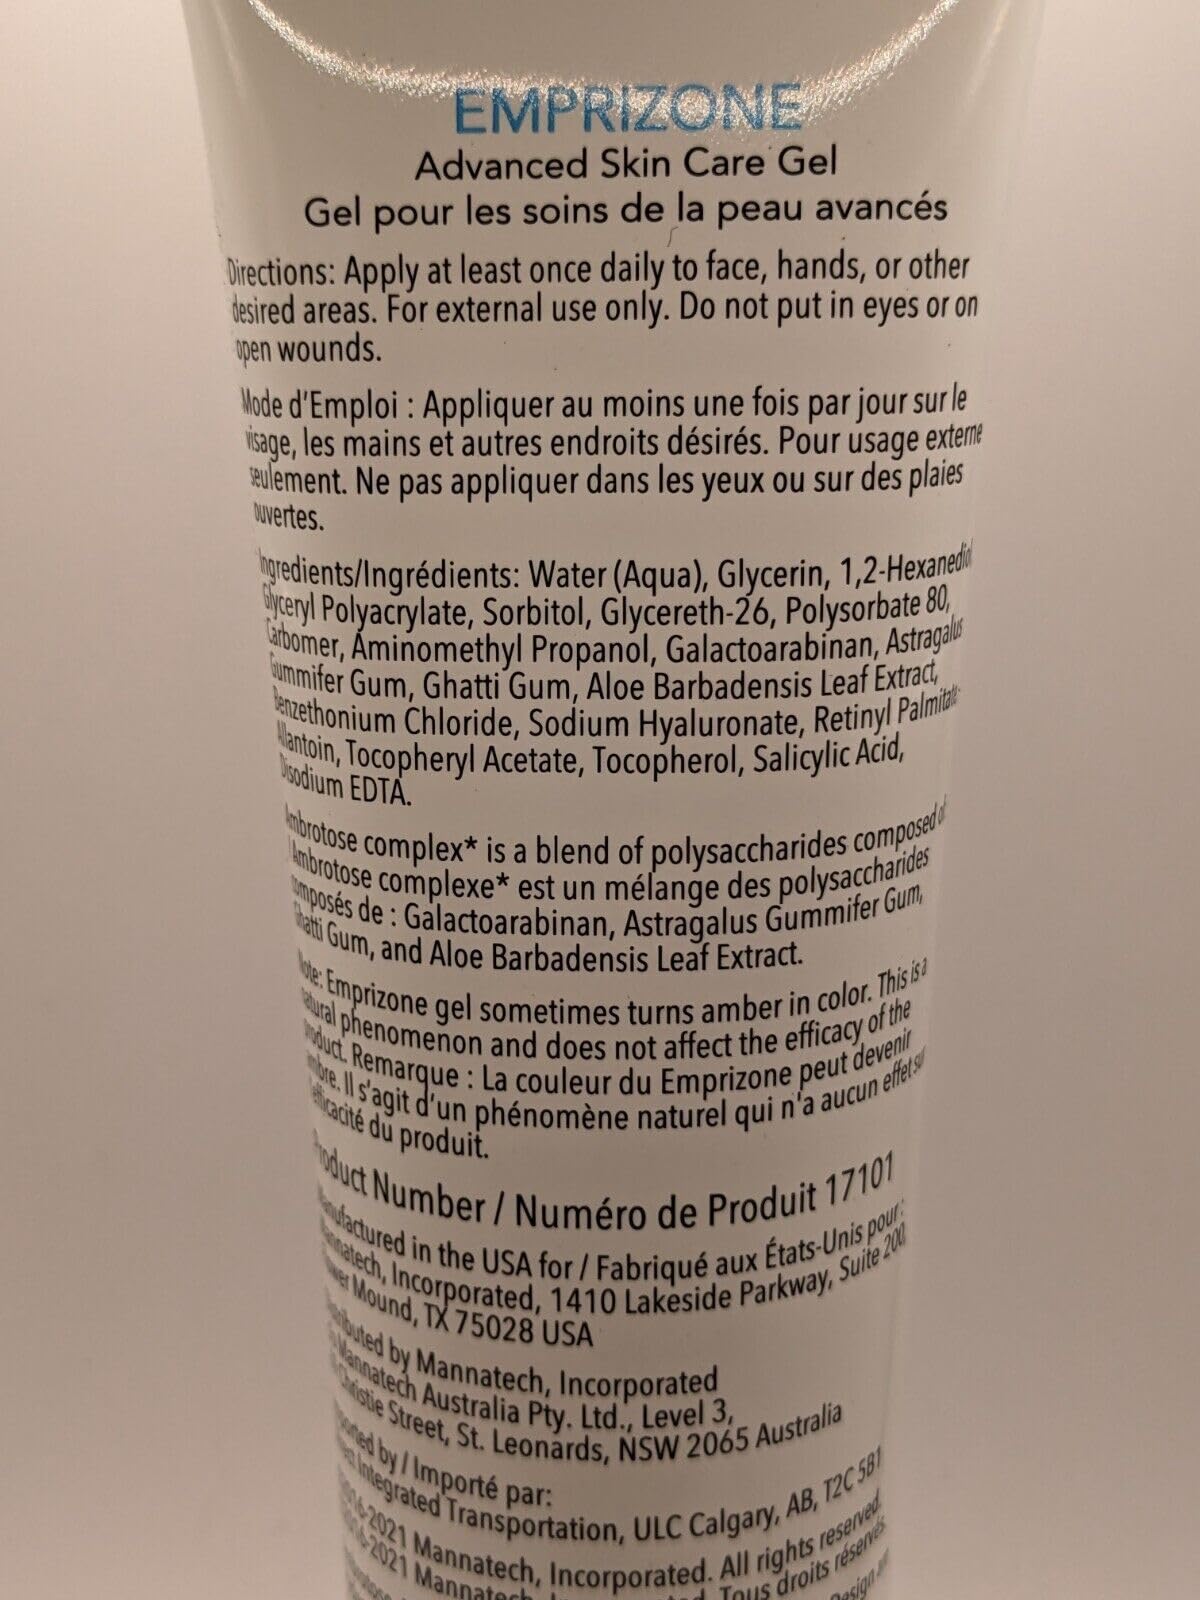 EMPRIZONE
Advanced Skin Care Gel
Gel pour les soins de la peau avancés
Directions: Apply at least once daily to face, hands, or other
desired areas. For external use only. Do not put in eyes or on
open wounds.
Mode d'Emploi : Appliquer au moins une fois par jour sur le
visage, les mains et autres endroits désirés. Pour usage externe
seulement. Ne pas appliquer dans les yeux ou sur des plaies
ouvertes.
Ingredients/Ingrédients: Water (Aqua), Glycerin, 1,2-Hexanediol
Glyceryl Polyacrylate, Sorbitol, Glycereth-26, Polysorbate 80,
Carbomer, Aminomethyl Propanol, Galactoarabinan, Astragalus
Gummifer Gum, Ghatti Gum, Aloe Barbadensis Leaf Extract,
Benzethonium Chloride, Sodium Hyaluronate, Retinyl Palmitate
Allantoin, Tocopheryl Acetate, Tocopherol, Salicylic Acid,
Disodium EDTA.
Ambrotose complex* is a blend of polysaccharides composed of
Ambrotose complexe* est un mélange des polysaccharides
composés de : Galactoarabinan, Astragalus Gummifer Gum,
Ghatti Gum, and Aloe Barbadensis Leaf Extract.
Note: Emprizone gel sometimes turns amber in color. This is a
natural phenomenon and does not affect the efficacy of the
product. Remarque : La couleur du Emprizone peut devenir
ambre. Il s'agit d'un phénomène naturel qui n'a aucun effet su
efficacité du produit.
Product Number / Numéro de Produit 17101
Manufactured in the USA for / Fabriqué aux États-Unis pour :
Mannatech, Incorporated, 1410 Lakeside Parkway, Suite 200,
Flower Mound, TX 75028 USA
Distributed by Mannatech, Incorporated
Mannatech Australia Pty. Ltd., Level 3,
Christie Street, St. Leonards, NSW 2065 Australia
Imported by / Importé par:
Integrated Transportation, ULC Calgary, AB, T2C 5B1
2021 Mannatech, Incorporated. All rights reserved.
2021 Mannatech, Incorporated. Tous droits réservés.
Design